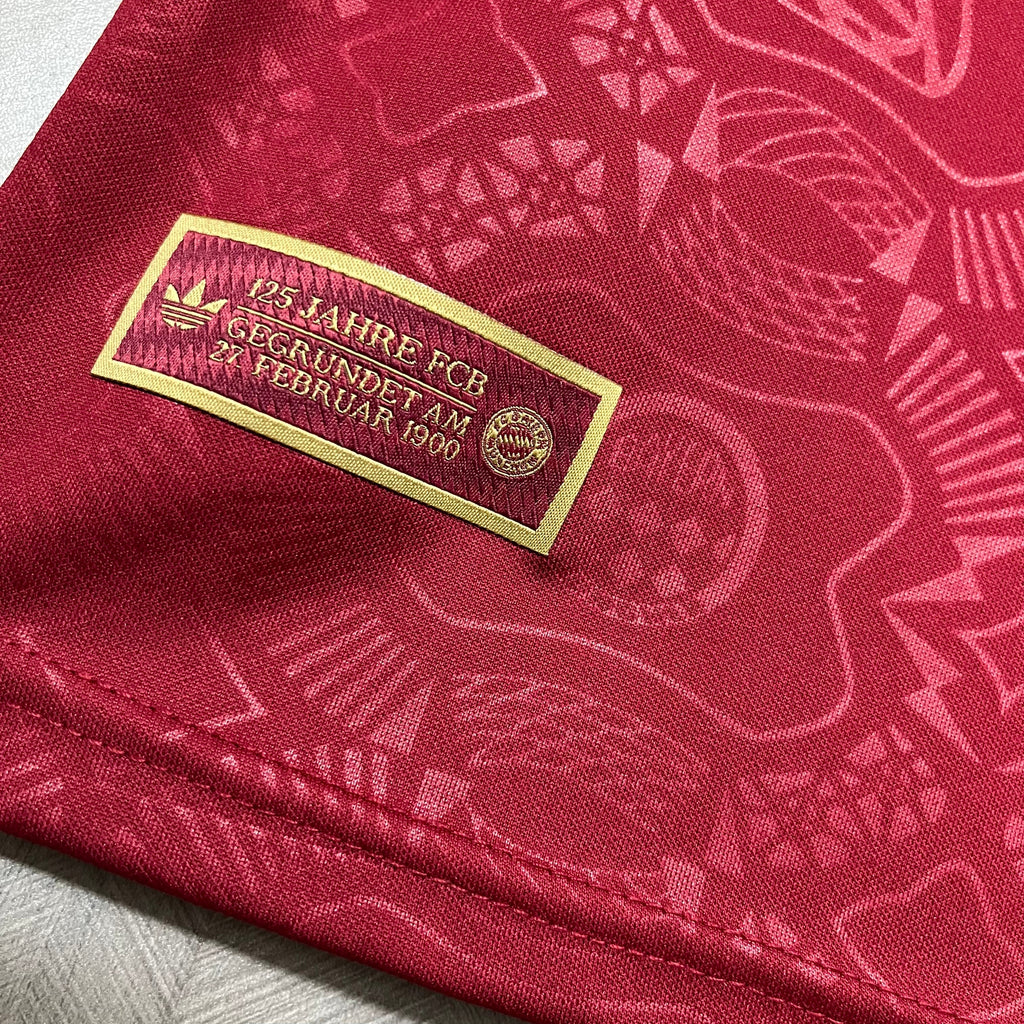 125 JAHRE FCB
GEGRUNDET AM
27. FEBRUAR 1900